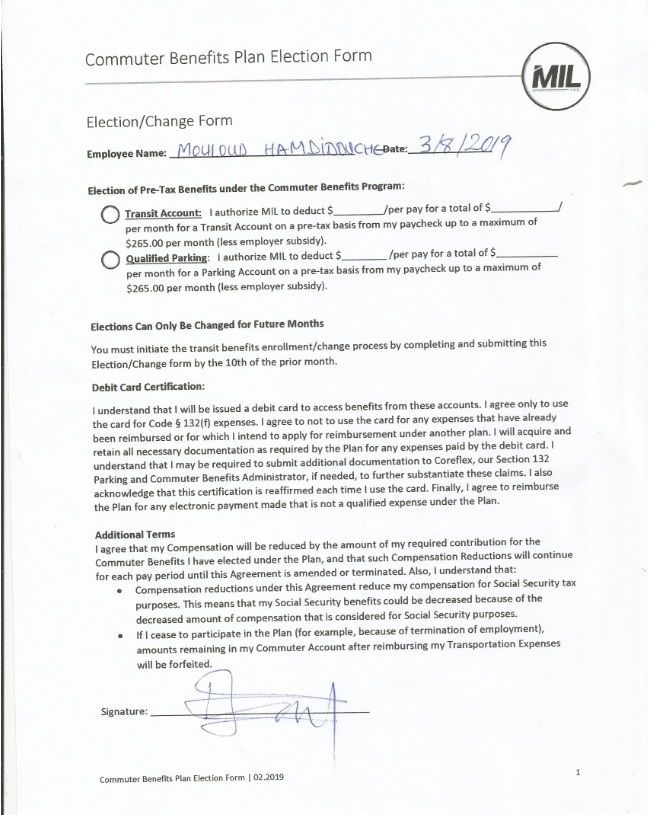 Commuter Benefits Plan Election Form
MIL
Election/Change Form
Employee Name: MOULOUD HAMDIDOUCHE Date: 3/8/2019
Election of Pre-Tax Benefits under the Commuter Benefits Program:
Transit Account: I authorize MIL to deduct $__________/per pay for a total of $_____________/
per month for a Transit Account on a pre-tax basis from my paycheck up to a maximum of
$265.00 per month (less employer subsidy).
Qualified Parking: I authorize MIL to deduct $_________ /per pay for a total of $____________
per month for a Parking Account on a pre-tax basis from my paycheck up to a maximum of
$265.00 per month (less employer subsidy).
Elections Can Only Be Changed for Future Months
You must initiate the transit benefits enrollment/change process by completing and submitting this
Election/Change form by the 10th of the prior month.
Debit Card Certification:
I understand that I will be issued a debit card to access benefits from these accounts. I agree only to use
the card for Code § 132(f) expenses. I agree to not to use the card for any expenses that have already
been reimbursed or for which I intend to apply for reimbursement under another plan. I will acquire and
retain all necessary documentation as required by the Plan for any expenses paid by the debit card. I
understand that I may be required to submit additional documentation to Coreflex, our Section 132
Parking and Commuter Benefits Administrator, if needed, to further substantiate these claims. I also
acknowledge that this certification is reaffirmed each time I use the card. Finally, I agree to reimburse
the Plan for any electronic payment made that is not a qualified expense under the Plan.
Additional Terms
I agree that my Compensation will be reduced by the amount of my required contribution for the
Commuter Benefits I have elected under the Plan, and that such Compensation Reductions will continue
for each pay period until this Agreement is amended or terminated. Also, I understand that:
• Compensation reductions under this Agreement reduce my compensation for Social Security tax
purposes. This means that my Social Security benefits could be decreased because of the
decreased amount of compensation that is considered for Social Security purposes.
• If I cease to participate in the Plan (for example, because of termination of employment),
amounts remaining in my Commuter Account after reimbursing my Transportation Expenses
will be forfeited.
Signature:
Commuter Benefits Plan Election Form | 02.2019
1